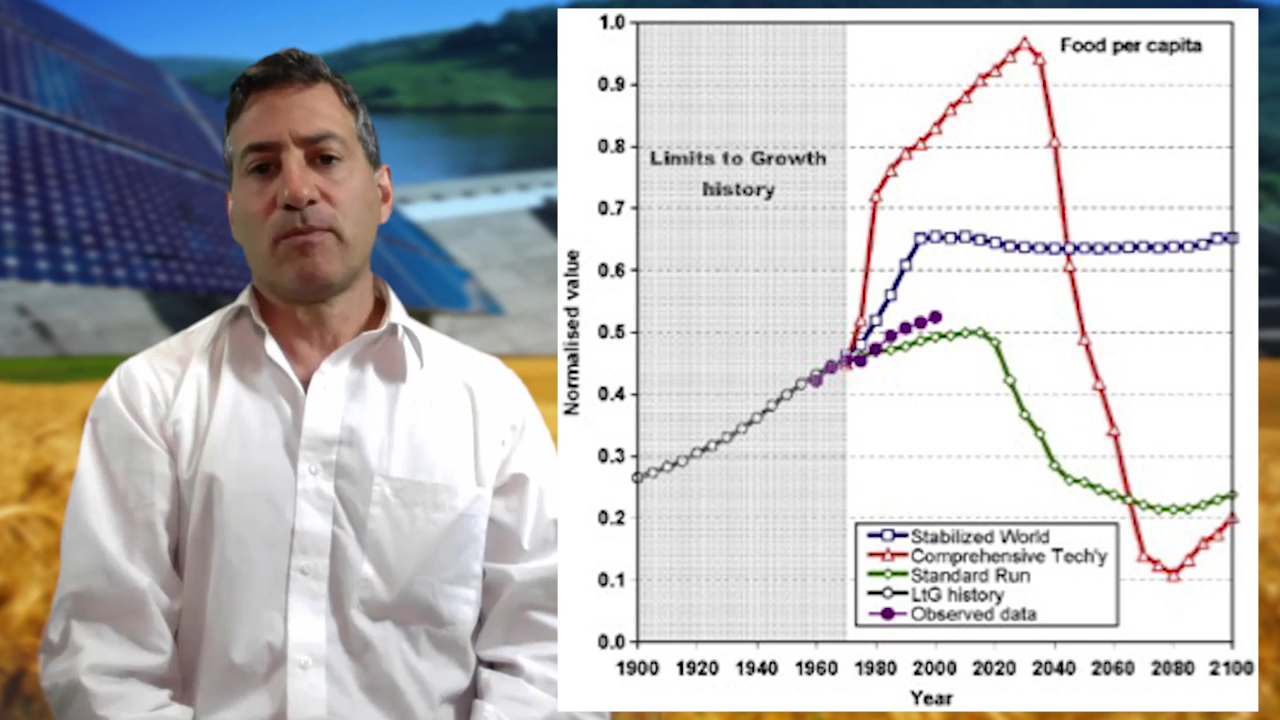 Food per capita
Limits to Growth
history
Normalised value
1.0
0.9
0.8
0.7
0.6
0.5
0.4
0.3
0.2
0.1
0.0
Stabilized World
Comprehensive Tech'y
Standard Run
LtG history
Observed data
1900 1920 1940 1960 1980 2000 2020 2040 2060 2080 2100
Year